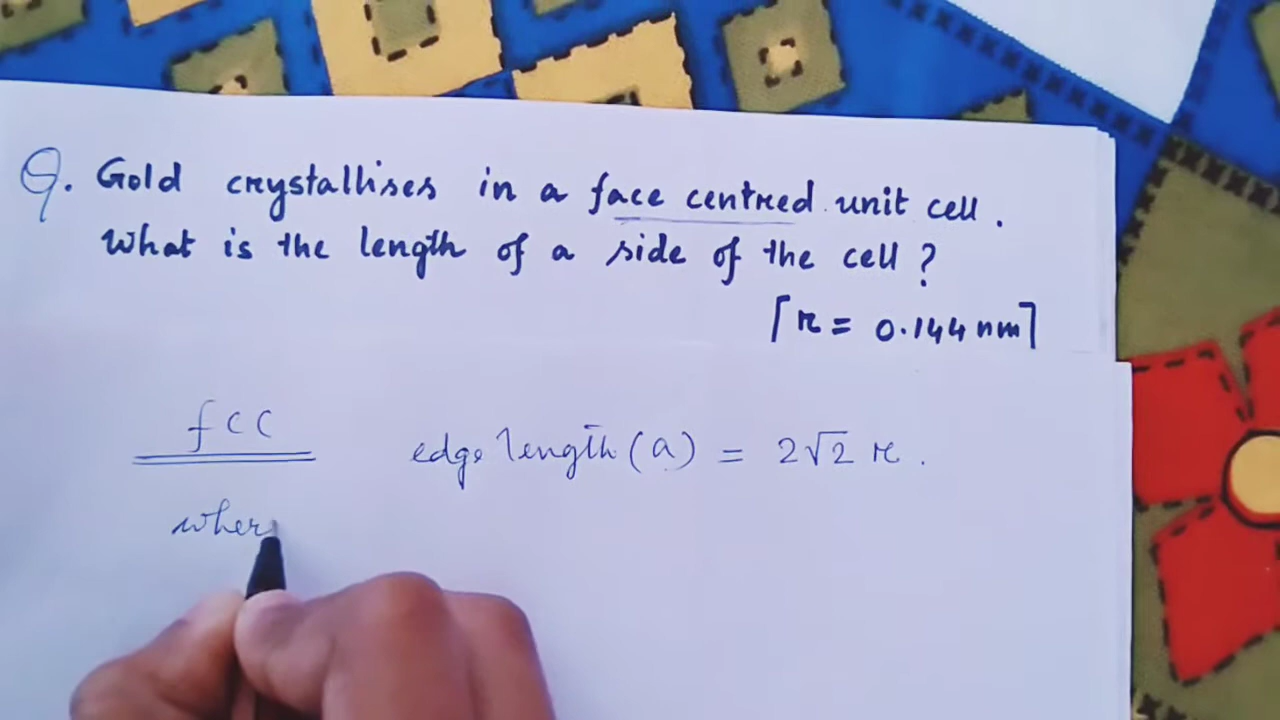 Q. Gold crystallises in a face centred unit cell.
What is the length of a side of the cell?
[r = 0.144 nm]
fcc
edge length (a) = 2√2 r.
wher